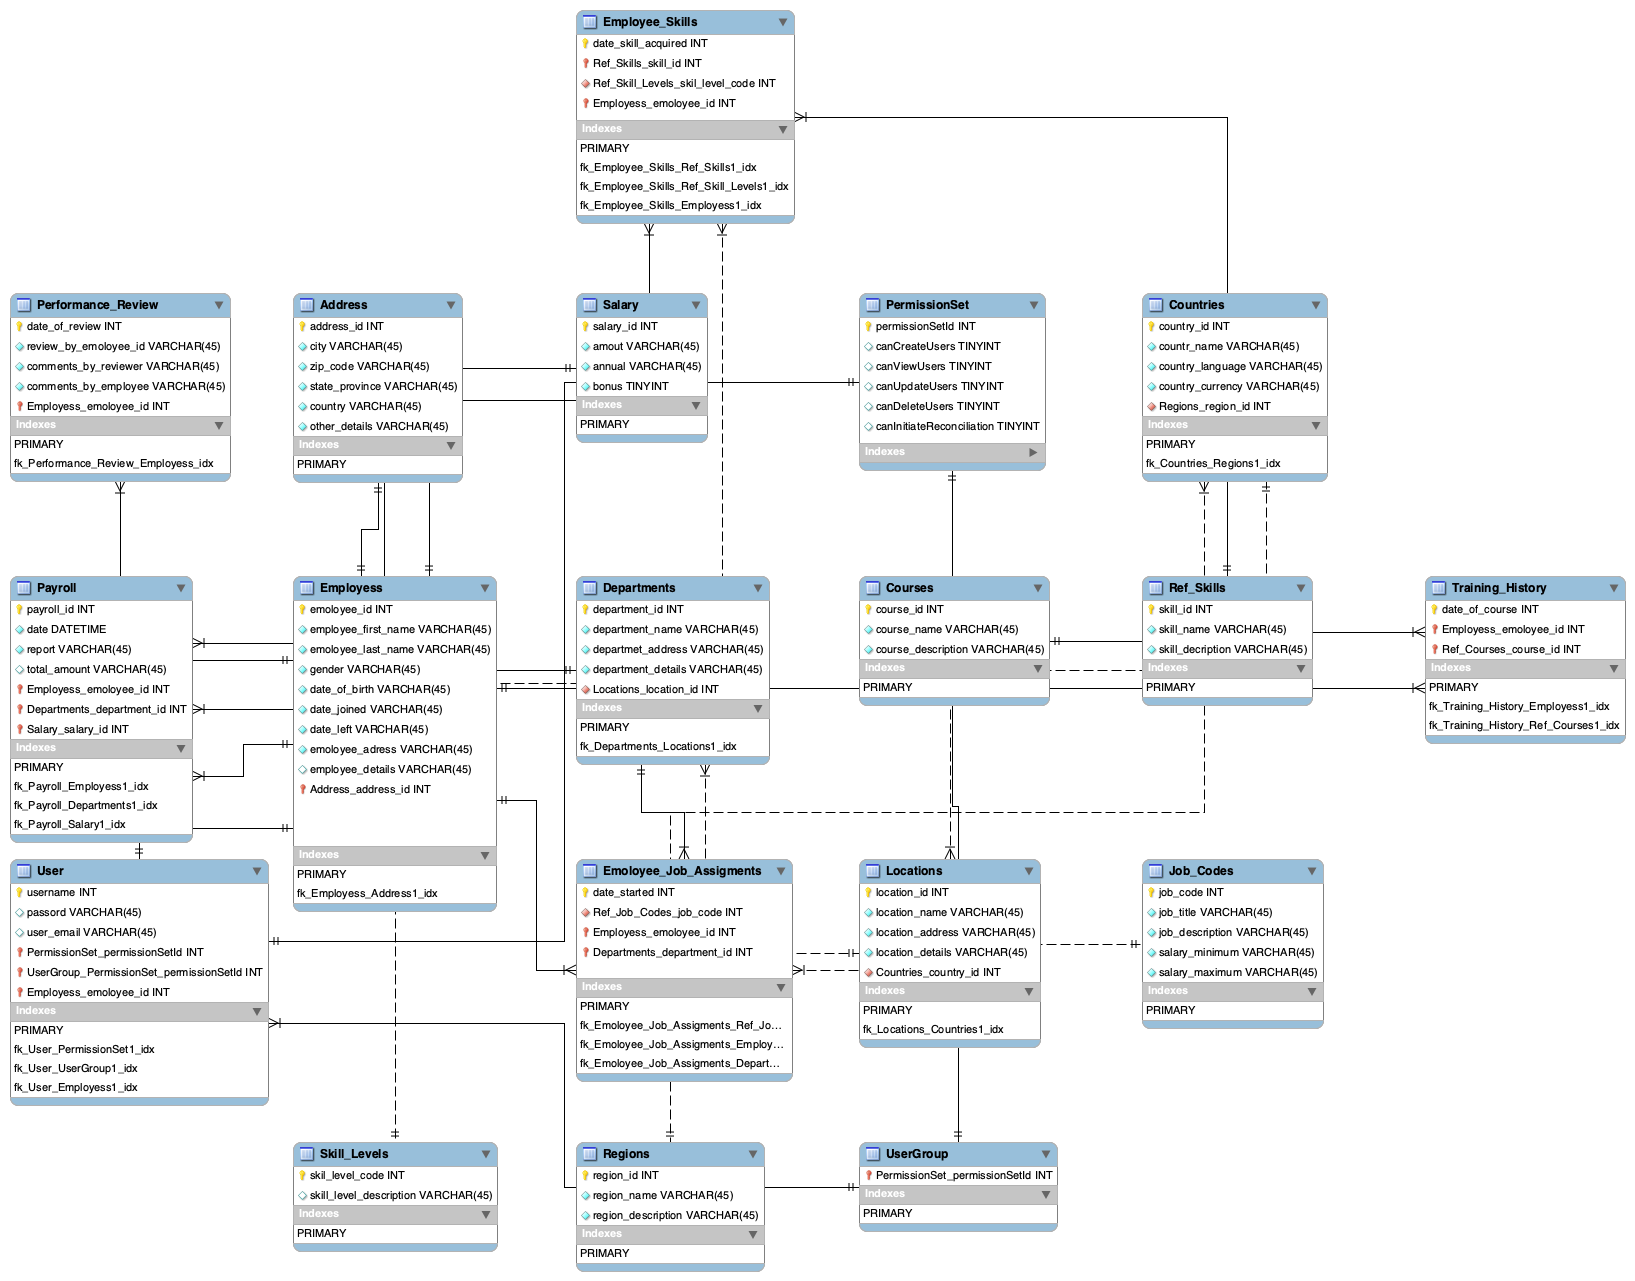 Employee_Skills
date_skill_acquired INT
Ref_Skills_skill_id INT
Ref_Skill_Levels_skil_level_code INT
Employess_emoloyee_id INT
Indexes
PRIMARY
fk_Employee_Skills_Ref_Skills1_idx
fk_Employee_Skills_Ref_Skill_Levels1_idx
fk_Employee_Skills_Employess1_idx
Performance_Review
date_of_review INT
review_by_emoloyee_id VARCHAR(45)
comments_by_reviewer VARCHAR(45)
comments_by_employee VARCHAR(45)
Employess_emoloyee_id INT
Indexes
PRIMARY
fk_Performance_Review_Employess_idx
Address
address_id INT
city VARCHAR(45)
zip_code VARCHAR(45)
state_province VARCHAR(45)
country VARCHAR(45)
other_details VARCHAR(45)
Indexes
PRIMARY
Salary
salary_id INT
amout VARCHAR(45)
annual VARCHAR(45)
bonus TINYINT
Indexes
PRIMARY
PermissionSet
permissionSetId INT
canCreateUsers TINYINT
canViewUsers TINYINT
canUpdateUsers TINYINT
canDeleteUsers TINYINT
canInitiateReconciliation TINYINT
Indexes
Countries
country_id INT
countr_name VARCHAR(45)
country_language VARCHAR(45)
country_currency VARCHAR(45)
Regions_region_id INT
Indexes
PRIMARY
fk_Countries_Regions1_idx
Payroll
payroll_id INT
date DATETIME
report VARCHAR(45)
total_amount VARCHAR(45)
Employess_emoloyee_id INT
Departments_department_id INT
Salary_salary_id INT
Indexes
PRIMARY
fk_Payroll_Employess1_idx
fk_Payroll_Departments1_idx
fk_Payroll_Salary1_idx
Employess
emoloyee_id INT
employee_first_name VARCHAR(45)
employee_last_name VARCHAR(45)
gender VARCHAR(45)
date_of_birth VARCHAR(45)
date_joined VARCHAR(45)
date_left VARCHAR(45)
emoloyee_adress VARCHAR(45)
employee_details VARCHAR(45)
Address_address_id INT
Indexes
PRIMARY
fk_Employess_Address1_idx
Departments
department_id INT
department_name VARCHAR(45)
departmet_address VARCHAR(45)
department_details VARCHAR(45)
Locations_location_id INT
Indexes
PRIMARY
fk_Departments_Locations1_idx
Courses
course_id INT
course_name VARCHAR(45)
course_description VARCHAR(45)
Indexes
PRIMARY
Ref_Skills
skill_id INT
skill_name VARCHAR(45)
skill_decription VARCHAR(45)
Indexes
PRIMARY
Training_History
date_of_course INT
Employess_emoloyee_id INT
Ref_Courses_course_id INT
Indexes
PRIMARY
fk_Training_History_Employess1_idx
fk_Training_History_Ref_Courses1_idx
User
username INT
passord VARCHAR(45)
user_email VARCHAR(45)
PermissionSet_permissionSetId INT
UserGroup_PermissionSet_permissionSetId INT
Employess_emoloyee_id INT
Indexes
PRIMARY
fk_User_PermissionSet1_idx
fk_User_UserGroup1_idx
fk_User_Employess1_idx
Emoloyee_Job_Assigments
date_started INT
Ref_Job_Codes_job_code INT
Employess_emoloyee_id INT
Departments_department_id INT
Indexes
PRIMARY
fk_Emoloyee_Job_Assigments_Ref_Jo...
fk_Emoloyee_Job_Assigments_Employ...
fk_Emoloyee_Job_Assigments_Depart...
Locations
location_id INT
location_name VARCHAR(45)
location_address VARCHAR(45)
location_details VARCHAR(45)
Countries_country_id INT
Indexes
PRIMARY
fk_Locations_Countries1_idx
Job_Codes
job_code INT
job_title VARCHAR(45)
job_description VARCHAR(45)
salary_minimum VARCHAR(45)
salary_maximum VARCHAR(45)
Indexes
PRIMARY
Skill_Levels
skil_level_code INT
skill_level_description VARCHAR(45)
Indexes
PRIMARY
Regions
region_id INT
region_name VARCHAR(45)
region_description VARCHAR(45)
Indexes
PRIMARY
UserGroup
PermissionSet_permissionSetId INT
Indexes
PRIMARY